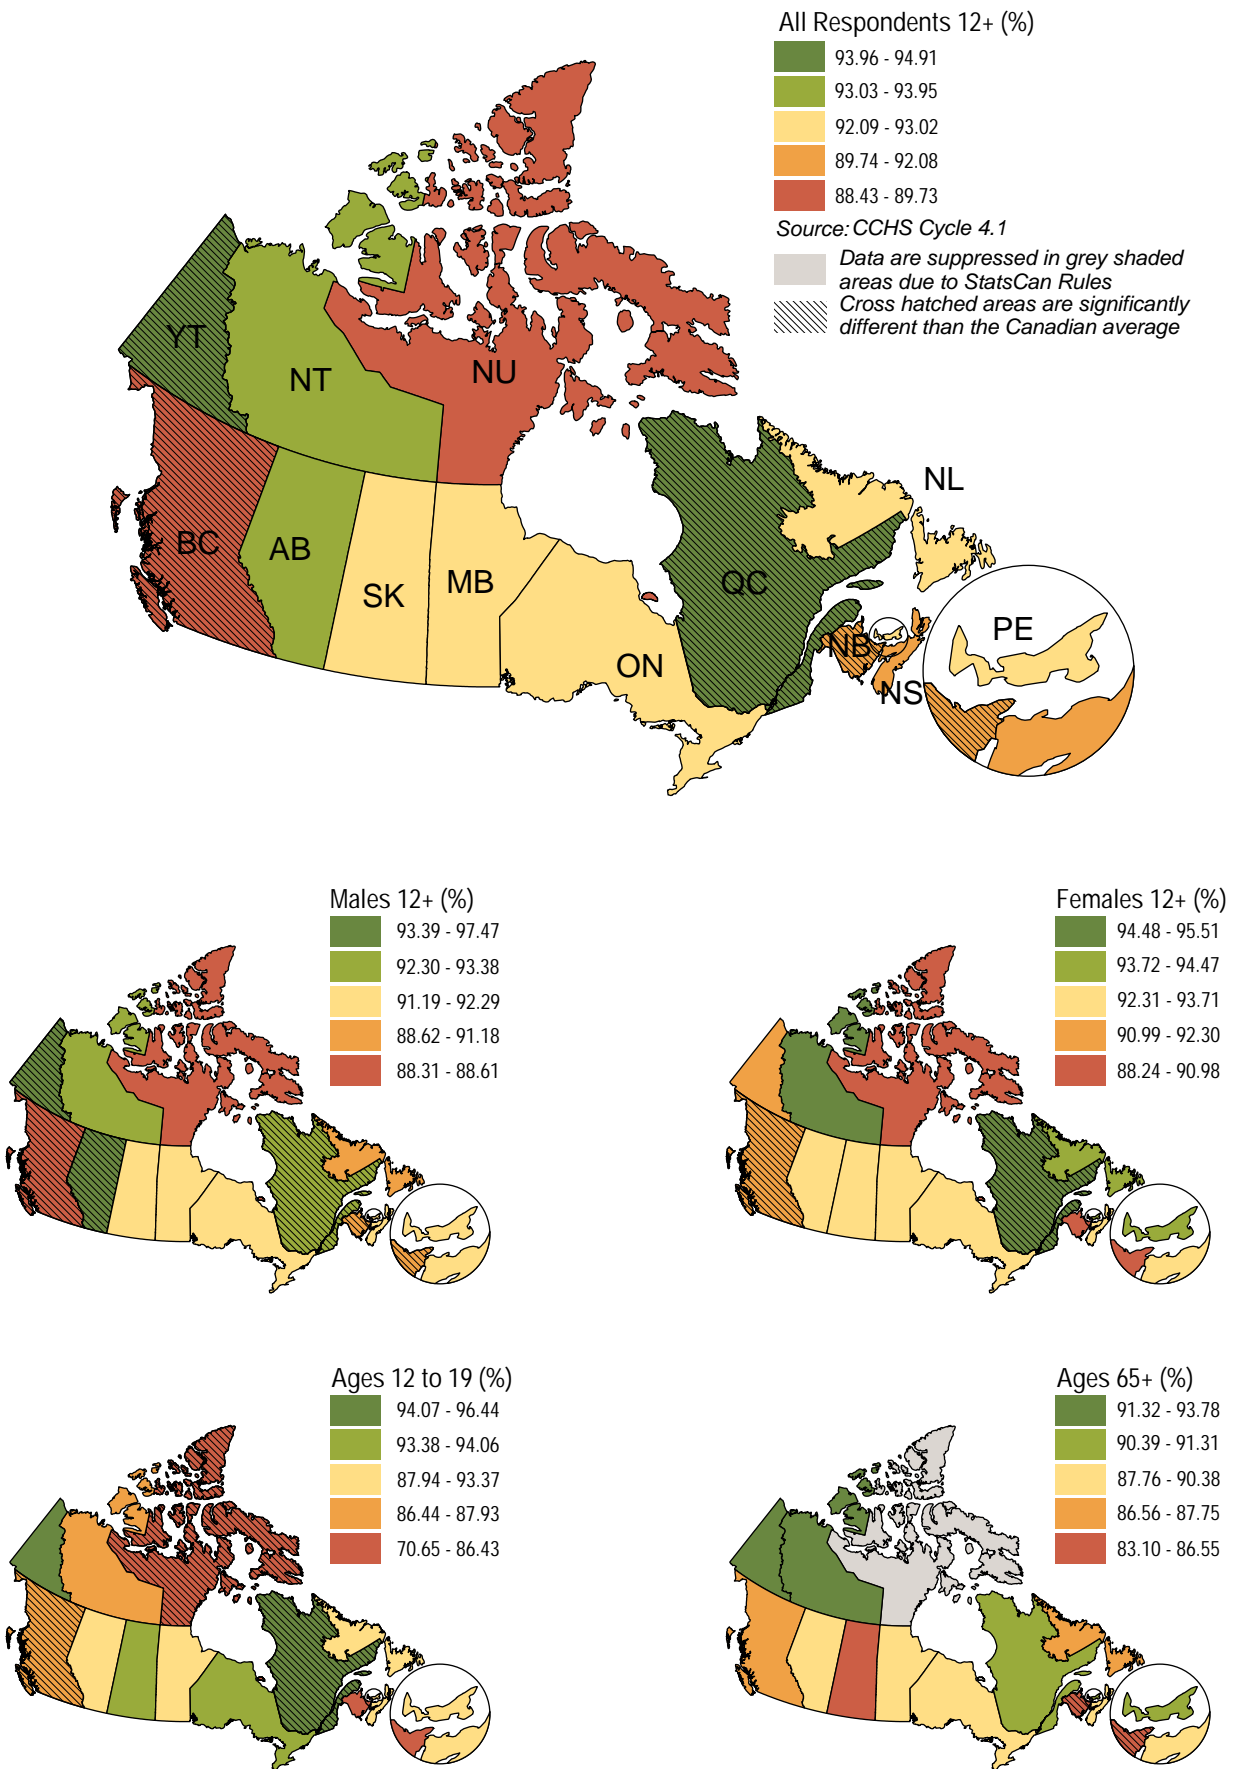 All Respondents 12+ (%)
93.96 - 94.91
93.03 - 93.95
92.09 - 93.02
89.74 - 92.08
88.43 - 89.73
Source: CCHS Cycle 4.1
Data are suppressed in grey shaded
areas due to StatsCan Rules
Cross hatched areas are significantly
different than the Canadian average
YT
NT
NU
NL
BC
AB
SK
MB
QC
ON
NB
NS
PE
Males 12+ (%)
93.39 - 97.47
92.30 - 93.38
91.19 - 92.29
88.62 - 91.18
88.31 - 88.61
Females 12+ (%)
94.48 - 95.51
93.72 - 94.47
92.31 - 93.71
90.99 - 92.30
88.24 - 90.98
Ages 12 to 19 (%)
94.07 - 96.44
93.38 - 94.06
87.94 - 93.37
86.44 - 87.93
70.65 - 86.43
Ages 65+ (%)
91.32 - 93.78
90.39 - 91.31
87.76 - 90.38
86.56 - 87.75
83.10 - 86.55